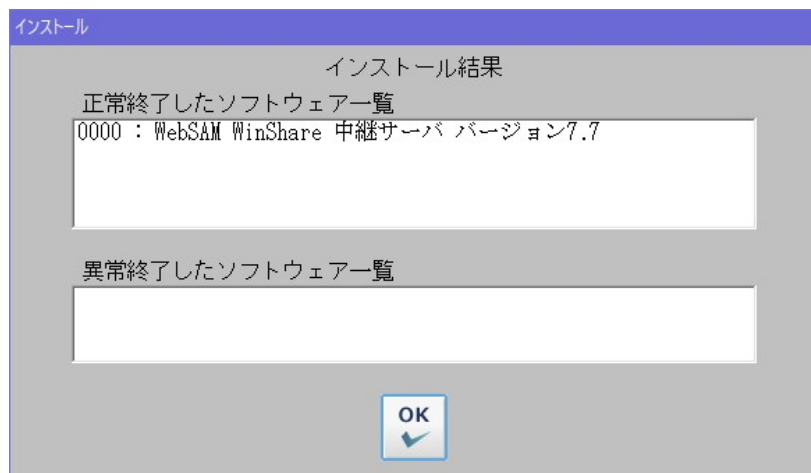 インストール
インストール結果
正常終了したソフトウェア一覧
0000 : WebSAM WinShare 中継サーバ バージョン7.7
異常終了したソフトウェア一覧
OK